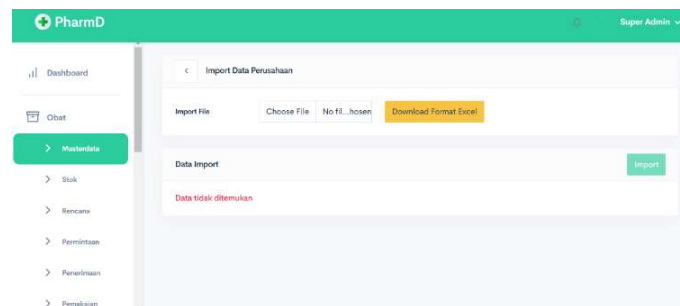 PharmD
Super Admin
Dashboard
Obat
Masterdata
Stok
Rencana
Permintaan
Penerimaan
Pemakaian
Import Data Perusahaan
Import File
Choose File No fil...hosen
Download Format Excel
Data Import
Import
Data tidak ditemukan